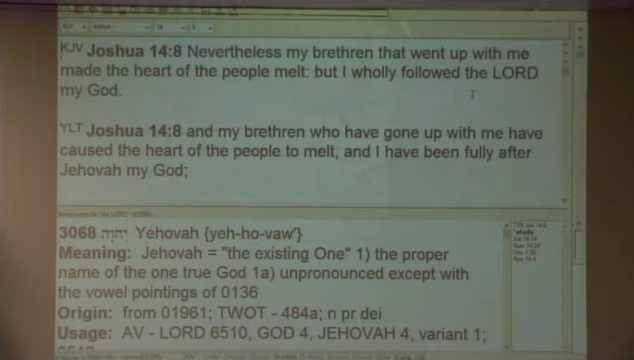 KJV Joshua 14:8 Nevertheless my brethren that went up with me
made the heart of the people melt: but I wholly followed the LORD
my God.
YLT Joshua 14:8 and my brethren who have gone up with me have
caused the heart of the people to melt, and I have been fully after
Jehovah my God;
3068 יְהֹוָה Yehovah {yeh-ho-vaw'}
Meaning: Jehovah = "the existing One" 1) the proper
name of the one true God 1a) unpronounced except with
the vowel pointings of 0136
Origin: from 01961; TWOT - 484a; n pr dei
Usage: AV - LORD 6510, GOD 4, JEHOVAH 4, variant 1;